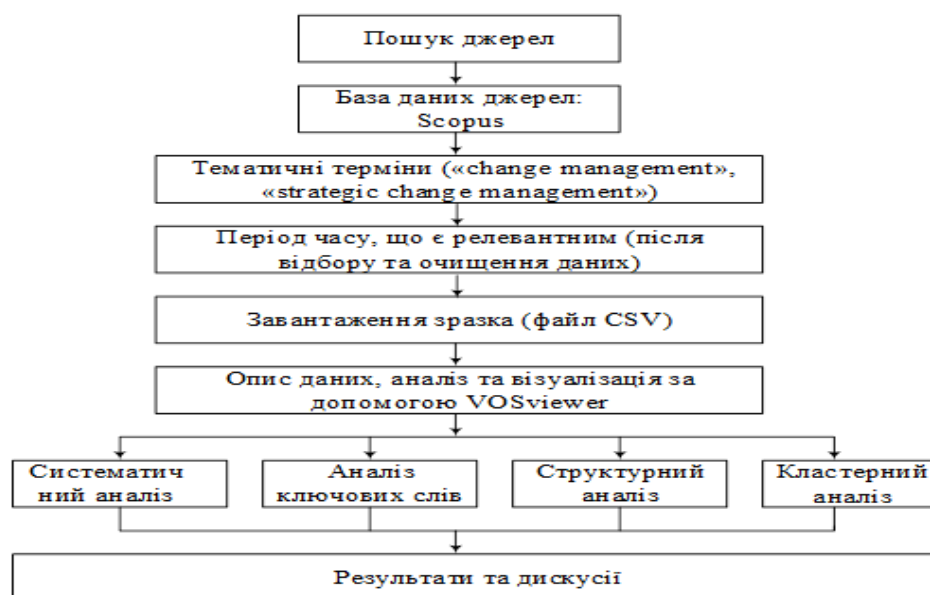 Пошук джерел
База даних джерел:
Scopus
Тематичні терміни («change management»,
«strategic change management»)
Період часу, що є релевантним (після
відбору та очищення даних)
Завантаження зразка (файл CSV)
Опис даних, аналіз та візуалізація за
допомогою VOSviewer
Систематич
ний аналіз
Аналіз
ключових слів
Структурний
аналіз
Кластерний
аналіз
Результати та дискусії